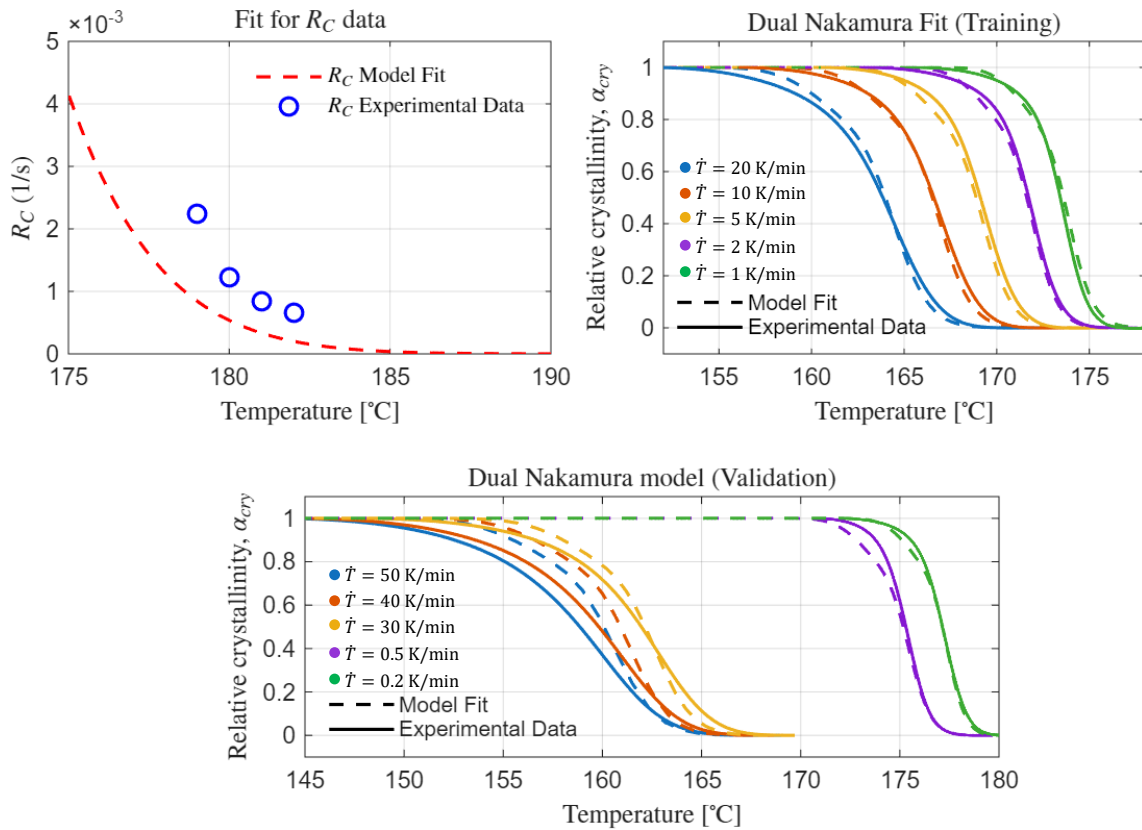 Fit for R_C data
×10⁻³
5
4
3
2
1
0
R_C (1/s)
R_C Model Fit
R_C Experimental Data
175
180
185
190
Temperature [℃]
Dual Nakamura Fit (Training)
1
0.8
0.6
0.4
0.2
0
Relative crystallinity, α_cry
Ṫ = 20 K/min
Ṫ = 10 K/min
Ṫ = 5 K/min
Ṫ = 2 K/min
Ṫ = 1 K/min
Model Fit
Experimental Data
155
160
165
170
175
Temperature [℃]
Dual Nakamura model (Validation)
1
0.8
0.6
0.4
0.2
0
Relative crystallinity, α_cry
Ṫ = 50 K/min
Ṫ = 40 K/min
Ṫ = 30 K/min
Ṫ = 0.5 K/min
Ṫ = 0.2 K/min
Model Fit
Experimental Data
145
150
155
160
165
170
175
180
Temperature [℃]